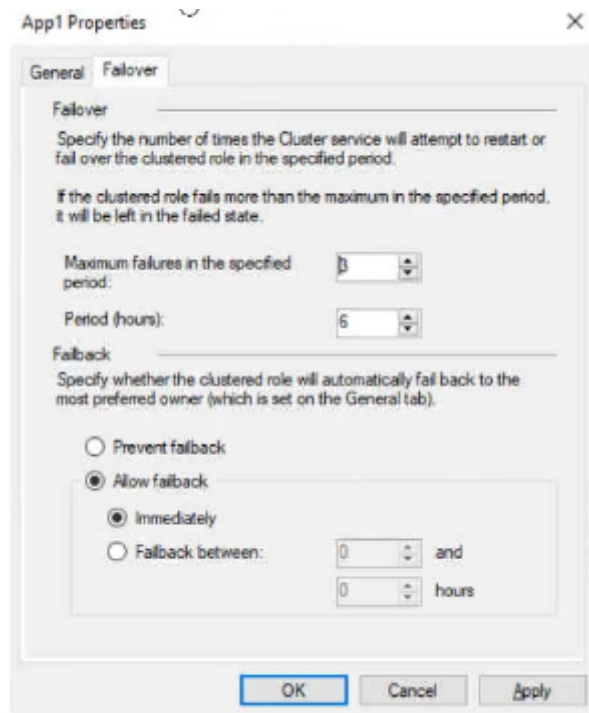 App1 Properties
General Failover
Failover
Specify the number of times the Cluster service will attempt to restart or
fail over the clustered role in the specified period.
If the clustered role fails more than the maximum in the specified period,
it will be left in the failed state.
Maximum failures in the specified
period:
3
Period (hours):
6
Failback
Specify whether the clustered role will automatically fail back to the
most preferred owner (which is set on the General tab).
Prevent failback
Allow failback
Immediately
Failback between:
0
and
0
hours
OK Cancel Apply